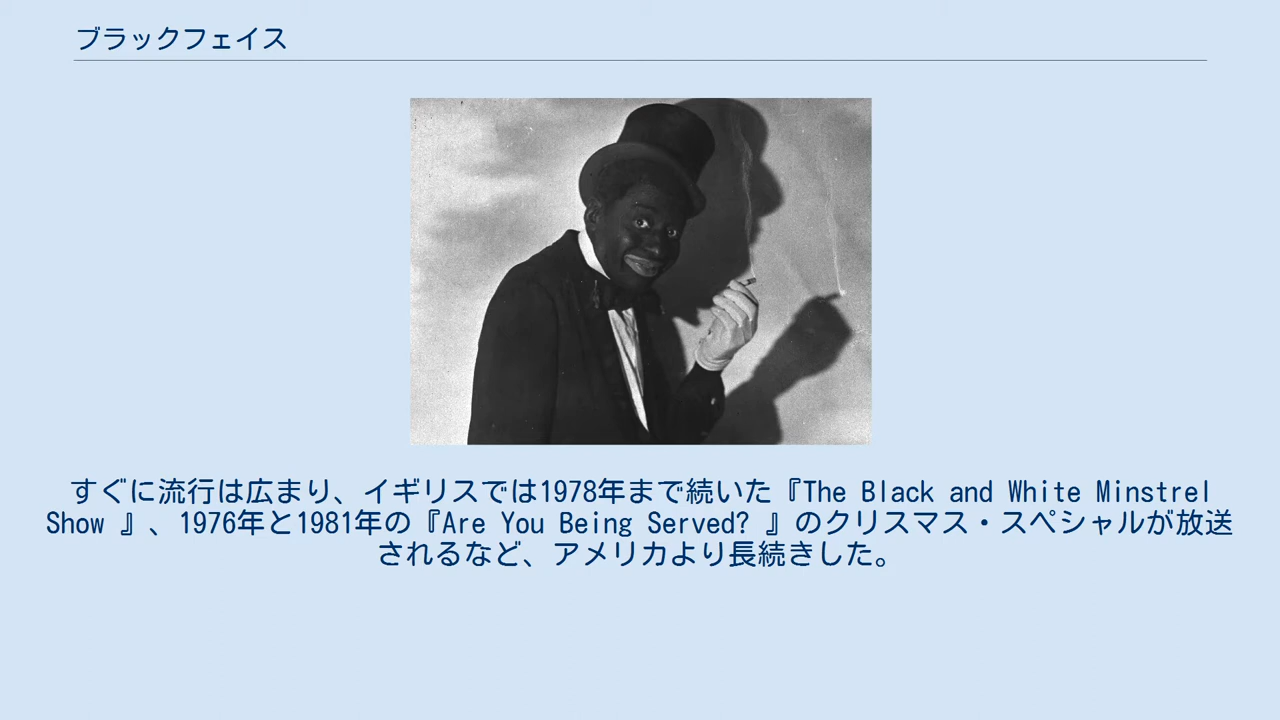 ブラックフェイス
すぐに流行は広まり、イギリスでは1978年まで続いた『The Black and White Minstrel
Show 』、1976年と1981年の『Are You Being Served? 』のクリスマス・スペシャルが放送
されるなど、アメリカより長続きした。